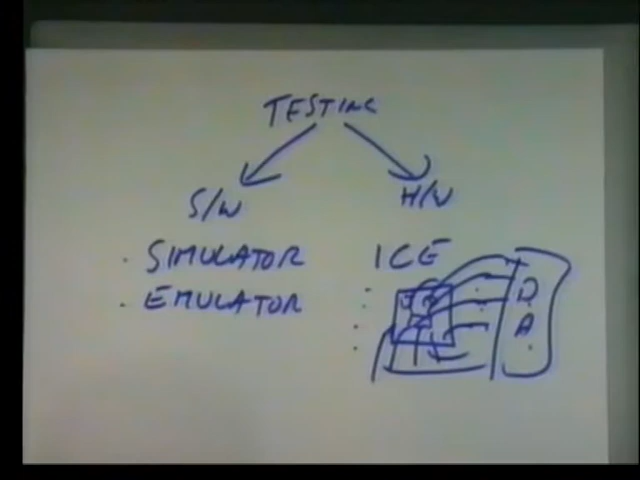 TESTING
S/W H/W
. SIMULATOR ICE
. EMULATOR
D
A